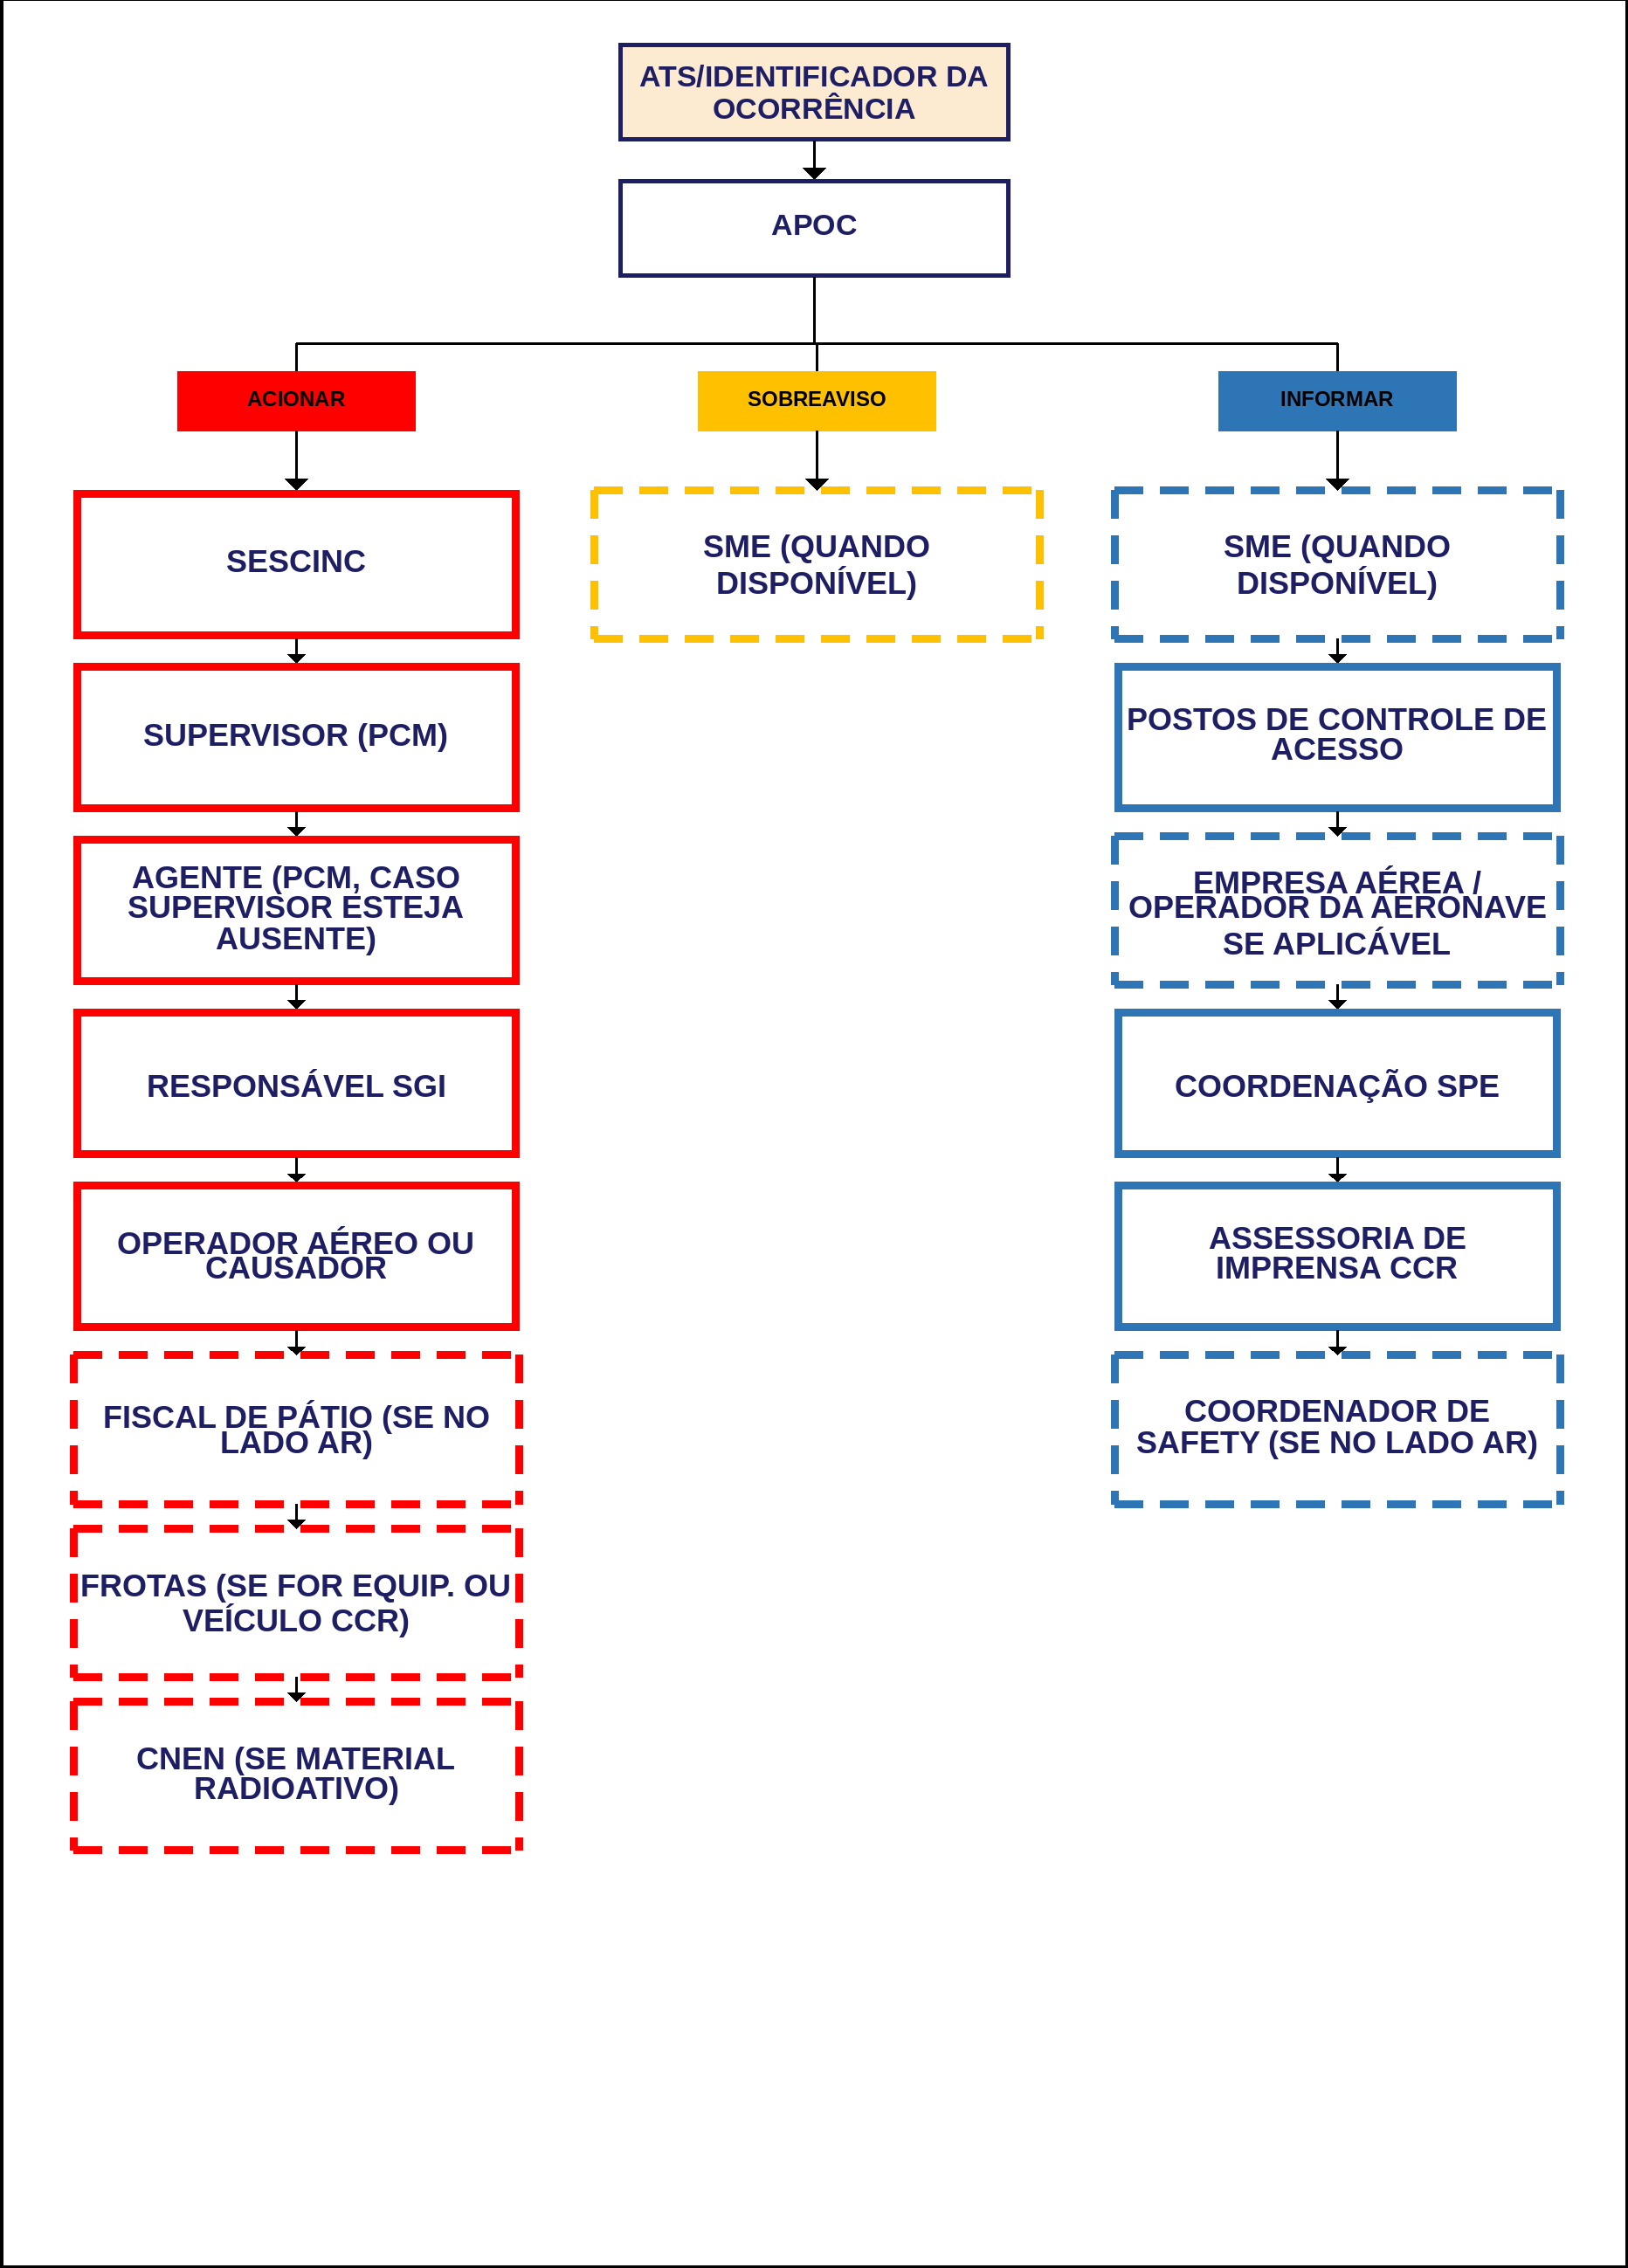 ATS/IDENTIFICADOR DA
OCORRÊNCIA
APOC
ACIONAR
SOBREAVISO
INFORMAR
SESCINC
SUPERVISOR (PCM)
AGENTE (PCM, CASO
SUPERVISOR ESTEJA
AUSENTE)
RESPONSÁVEL SGI
OPERADOR AÉREO OU
CAUSADOR
FISCAL DE PÁTIO (SE NO
LADO AR)
FROTAS (SE FOR EQUIP. OU
VEÍCULO CCR)
CNEN (SE MATERIAL
RADIOATIVO)
SME (QUANDO
DISPONÍVEL)
SME (QUANDO
DISPONÍVEL)
POSTOS DE CONTROLE DE
ACESSO
EMPRESA AÉREA /
OPERADOR DA AERONAVE
SE APLICÁVEL
COORDENAÇÃO SPE
ASSESSORIA DE
IMPRENSA CCR
COORDENADOR DE
SAFETY (SE NO LADO AR)